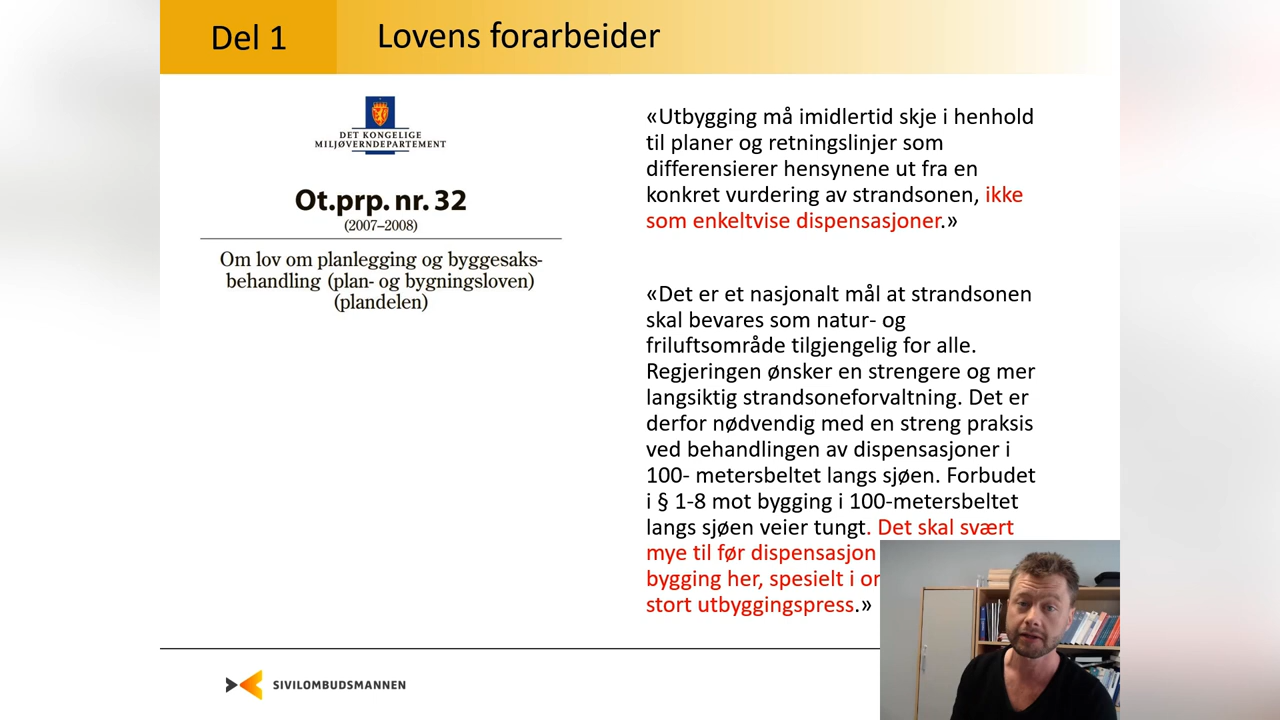 Del 1
Lovens forarbeider
DET KONGELIGE
MILJØVERNDEPARTEMENT
Ot.prp. nr. 32
(2007–2008)
Om lov om planlegging og byggesaks-
behandling (plan- og bygningsloven)
(plandelen)
«Utbygging må imidlertid skje i henhold
til planer og retningslinjer som
differensierer hensynene ut fra en
konkret vurdering av strandsonen, ikke
som enkeltvise dispensasjoner.»
«Det er et nasjonalt mål at strandsonen
skal bevares som natur- og
friluftsområde tilgjengelig for alle.
Regjeringen ønsker en strengere og mer
langsiktig strandsoneforvaltning. Det er
derfor nødvendig med en streng praksis
ved behandlingen av dispensasjoner i
100- metersbeltet langs sjøen. Forbudet
i § 1-8 mot bygging i 100-metersbeltet
langs sjøen veier tungt. Det skal svært
mye til før dispensasjon
bygging her, spesielt i
stort utbyggingspress.»
SIVILOMBUDSMANNEN